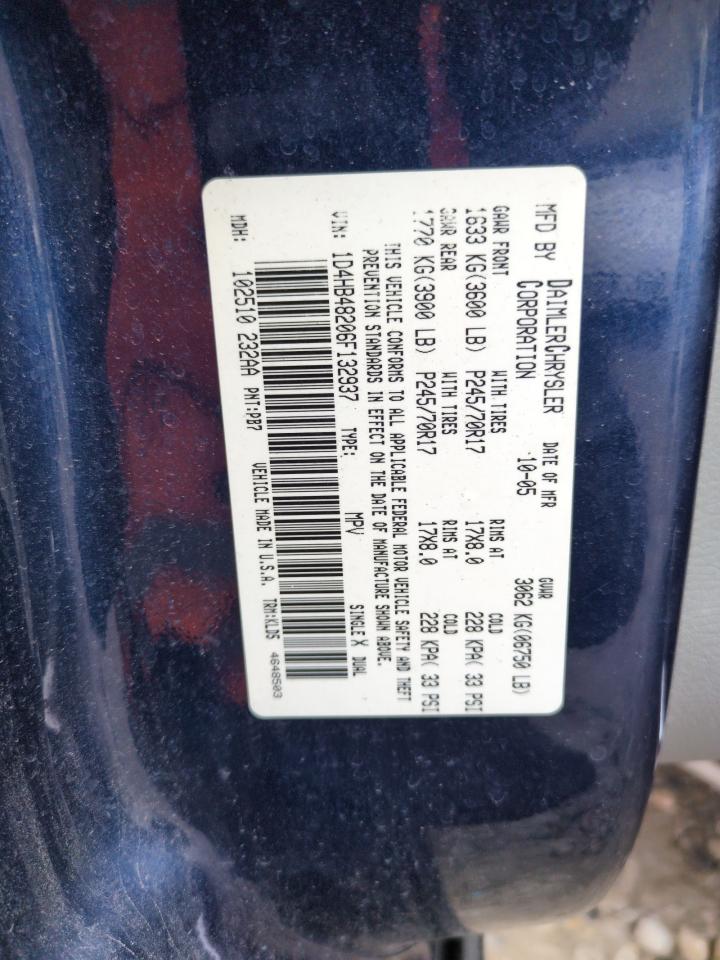 MFD BY DAIMLERCHRYSLER CORPORATION DATE OF MFR 10-05 GVWR 3062 KG(06750 LB)
GAWR FRONT WITH TIRES RIMS AT COLD
1633 KG(3600 LB) P245/70R17 17X8.0 228 KPA( 33 PSI
GAWR REAR WITH TIRES RIMS AT COLD
1770 KG(3900 LB) P245/70R17 17X8.0 228 KPA( 33 PSI
THIS VEHICLE CONFORMS TO ALL APPLICABLE FEDERAL MOTOR VEHICLE SAFETY AND THEFT
PREVENTION STANDARDS IN EFFECT ON THE DATE OF MANUFACTURE SHOWN ABOVE.
VIN: 1D4HB48206F132937 TYPE: MPV SINGLE X DUAL
MDH: 102510 232AA PNT:PB7
VEHICLE MADE IN U.S.A. TRM:KLDS 4648503